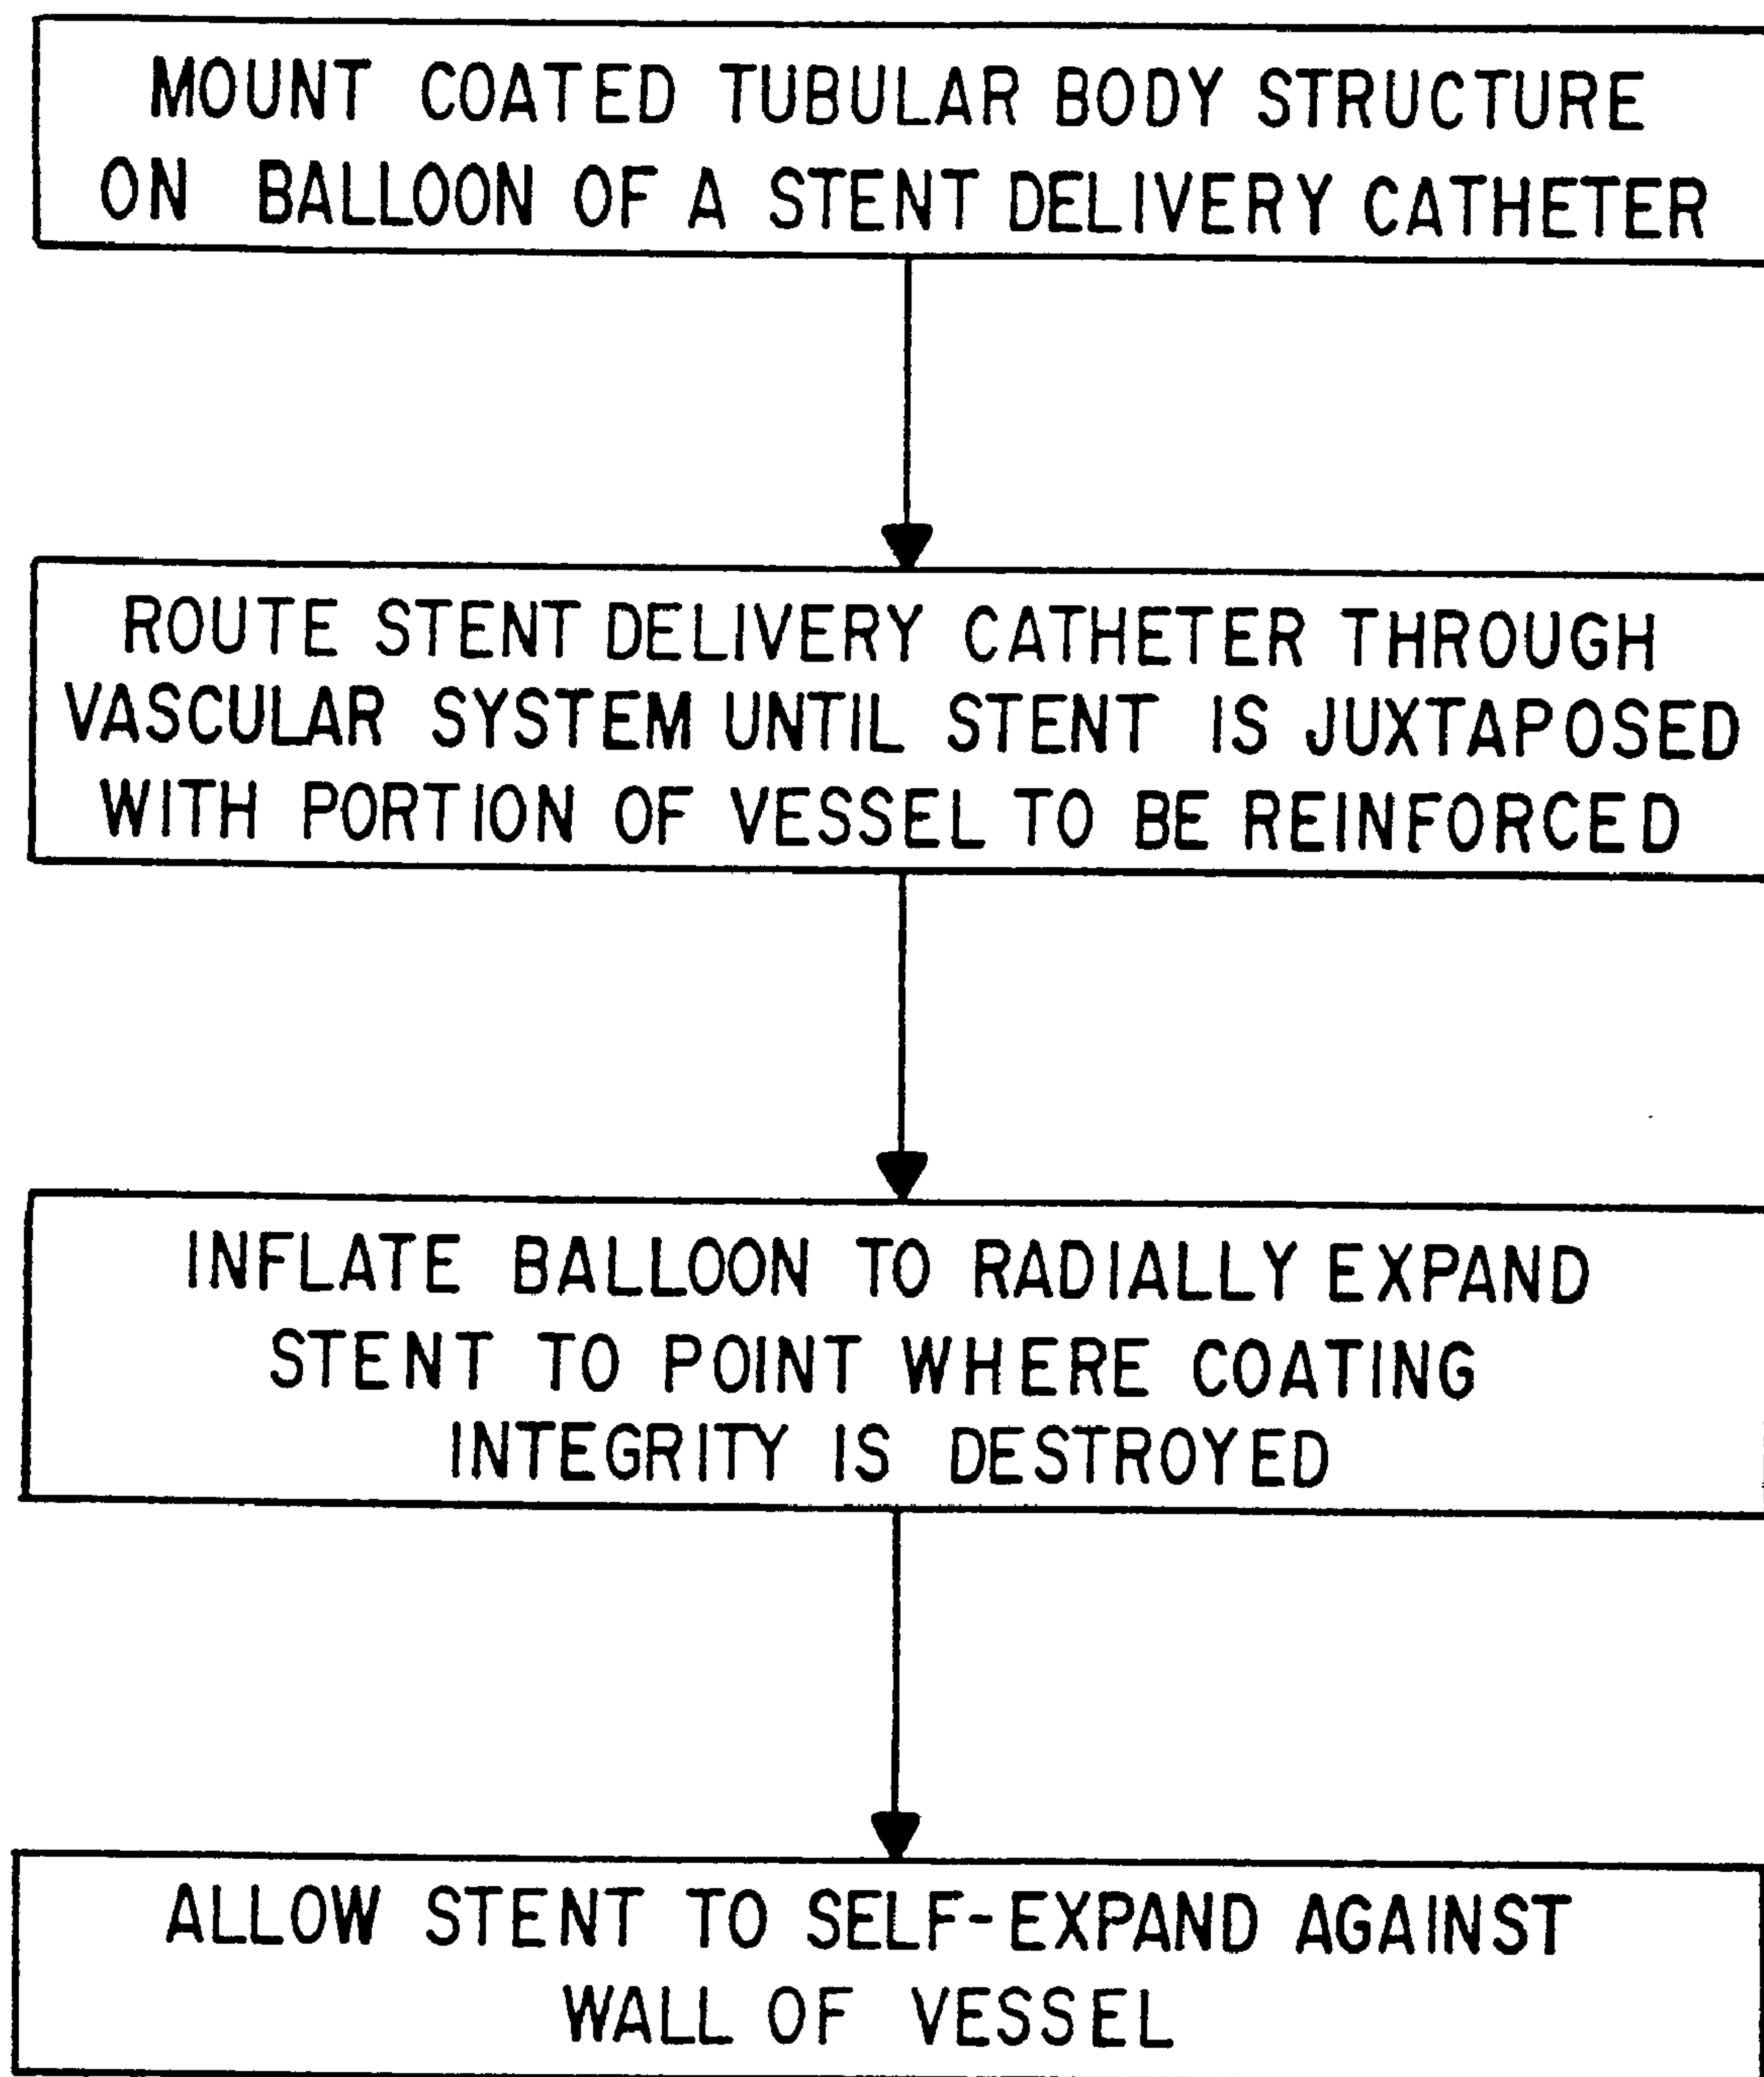 MOUNT COATED TUBULAR BODY STRUCTURE
ON BALLOON OF A STENT DELIVERY CATHETER
ROUTE STENT DELIVERY CATHETER THROUGH
VASCULAR SYSTEM UNTIL STENT IS JUXTAPOSED
WITH PORTION OF VESSEL TO BE REINFORCED
INFLATE BALLOON TO RADIALLY EXPAND
STENT TO POINT WHERE COATING
INTEGRITY IS DESTROYED
ALLOW STENT TO SELF-EXPAND AGAINST
WALL OF VESSEL